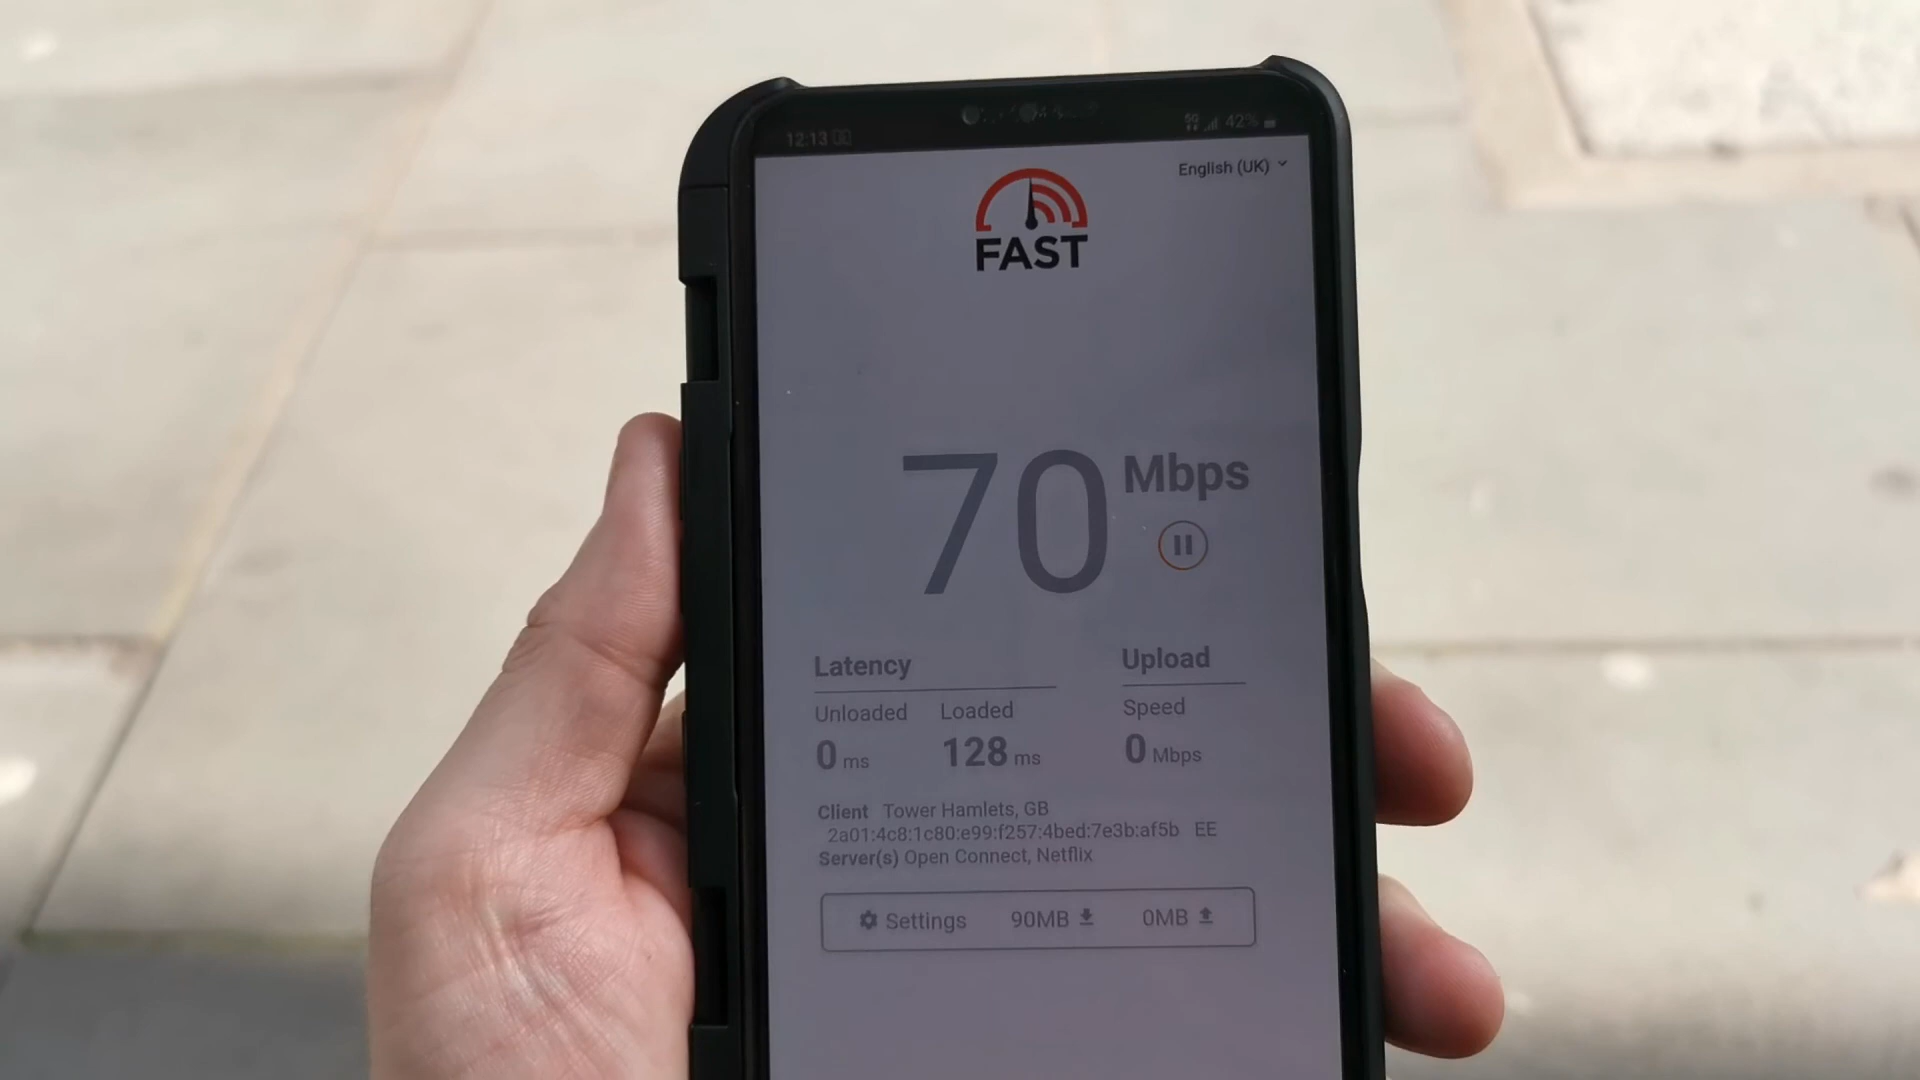 12:13
5G 42%
English (UK)
FAST
70 Mbps
Latency
Upload
Unloaded Loaded
Speed
0 ms 128 ms
0 Mbps
Client Tower Hamlets, GB
2a01:4c8:1c80:e99:f257:4bed:7e3b:af5b EE
Server(s) Open Connect, Netflix
Settings 90MB 0MB